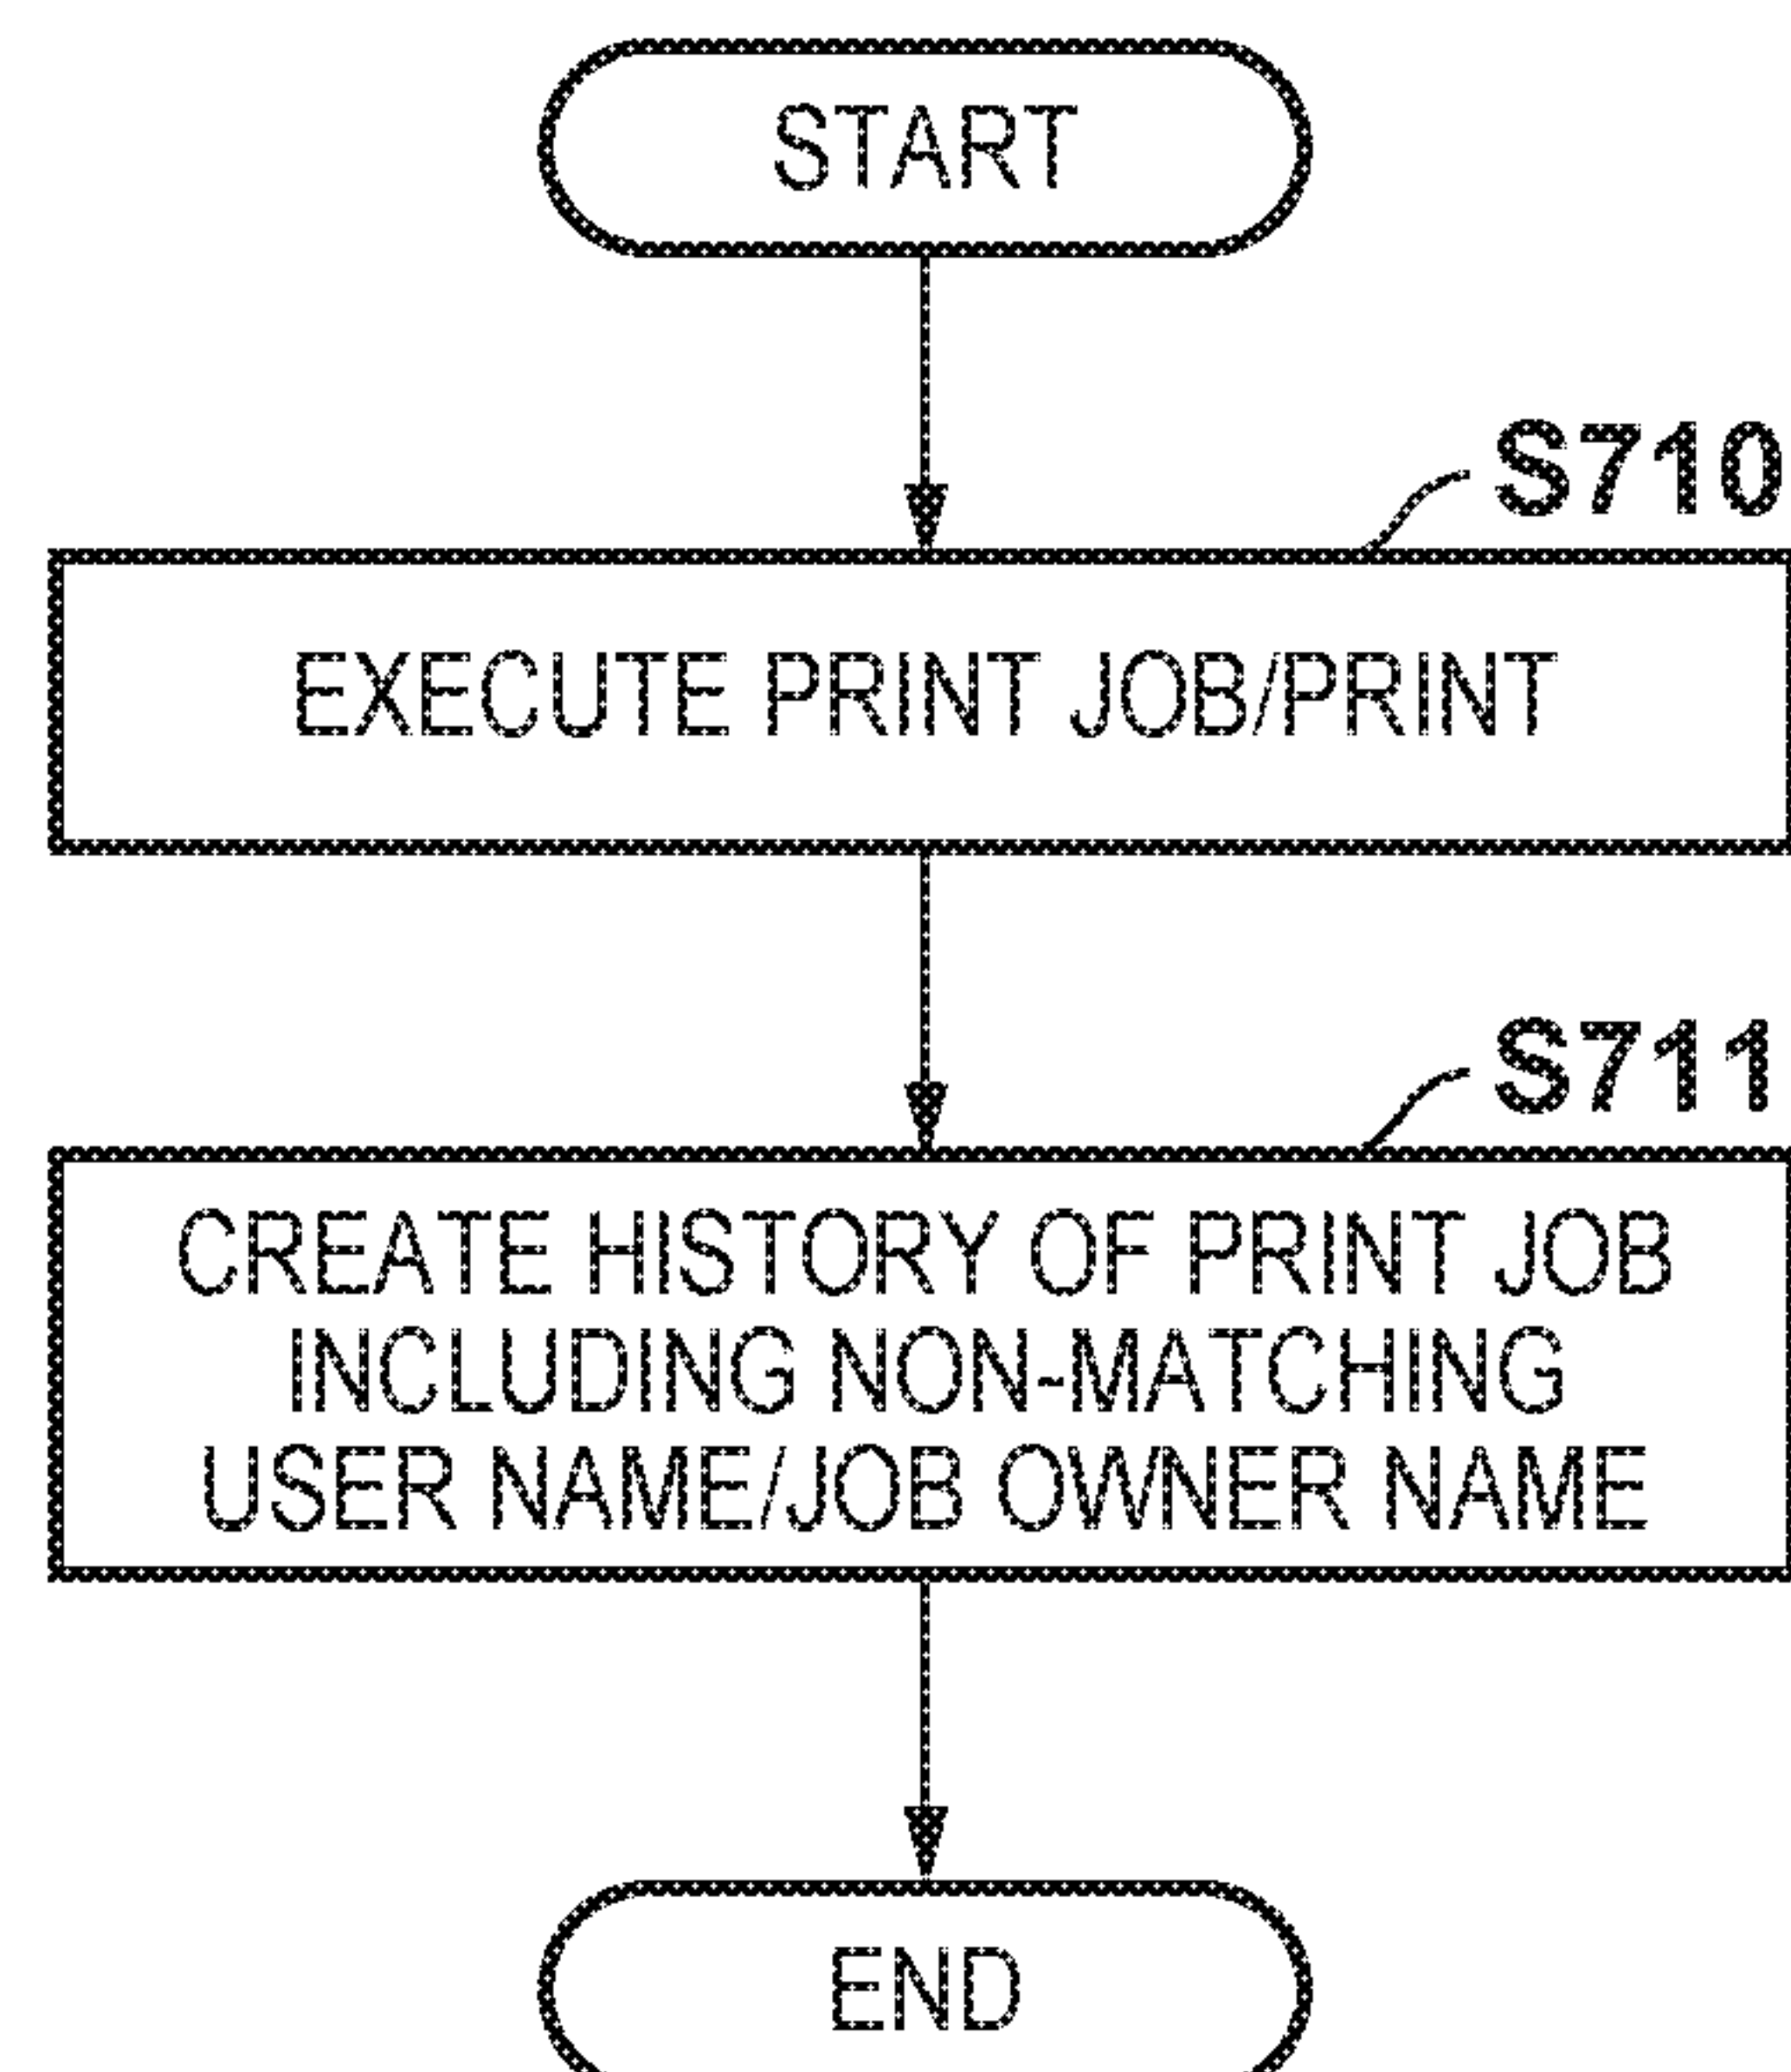 START
S710
EXECUTE PRINT JOB/PRINT
S711
CREATE HISTORY OF PRINT JOB
INCLUDING NON-MATCHING
USER NAME/JOB OWNER NAME
END